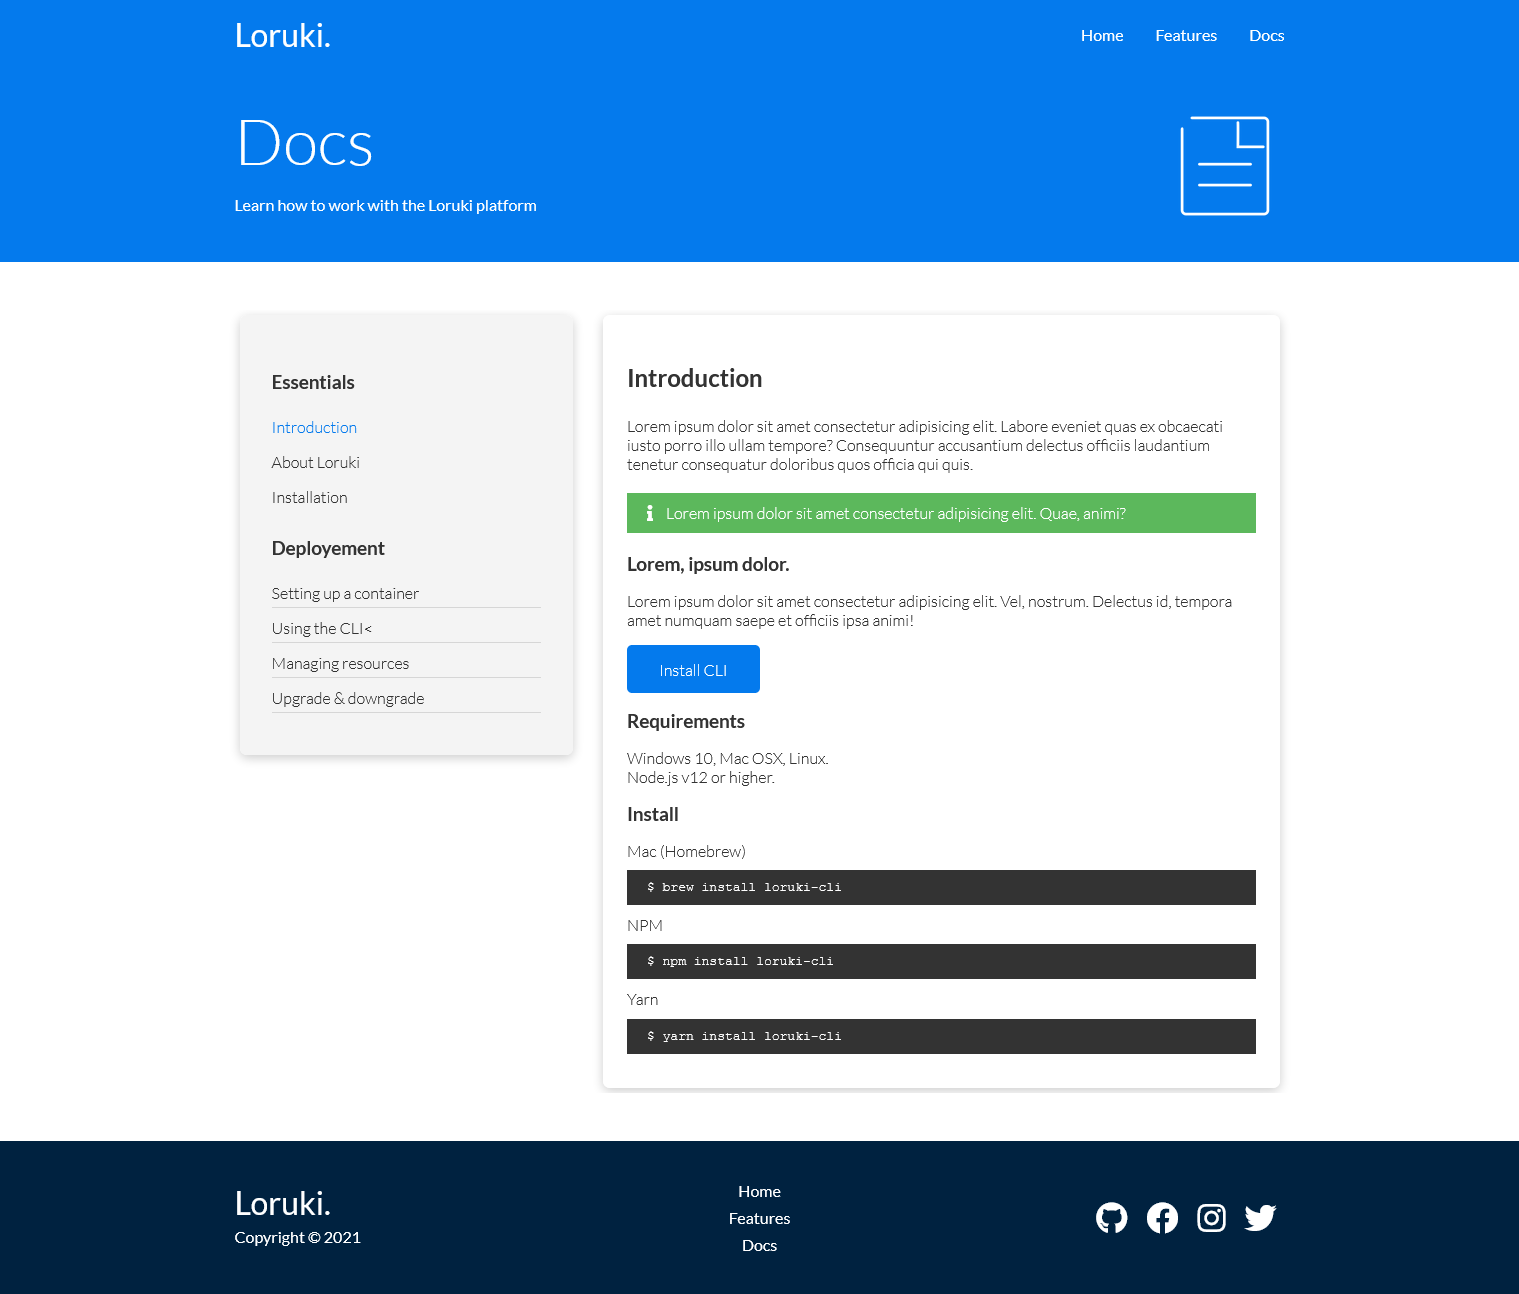 Loruki.
Home
Features
Docs
Docs
Learn how to work with the Loruki platform
Essentials
Introduction
About Loruki
Installation
Deployement
Setting up a container
Using the CLI<
Managing resources
Upgrade & downgrade
Introduction
Lorem ipsum dolor sit amet consectetur adipisicing elit. Labore eveniet quas ex obcaecati
iusto porro illo ullam tempore? Consequuntur accusantium delectus officiis laudantium
tenetur consequatur doloribus quos officia qui quis.
Lorem ipsum dolor sit amet consectetur adipisicing elit. Quae, animi?
Lorem, ipsum dolor.
Lorem ipsum dolor sit amet consectetur adipisicing elit. Vel, nostrum. Delectus id, tempora
amet numquam saepe et officiis ipsa animi!
Install CLI
Requirements
Windows 10, Mac OSX, Linux.
Node.js v12 or higher.
Install
Mac (Homebrew)
$ brew install loruki-cli
NPM
$ npm install loruki-cli
Yarn
$ yarn install loruki-cli
Loruki.
Copyright © 2021
Home
Features
Docs